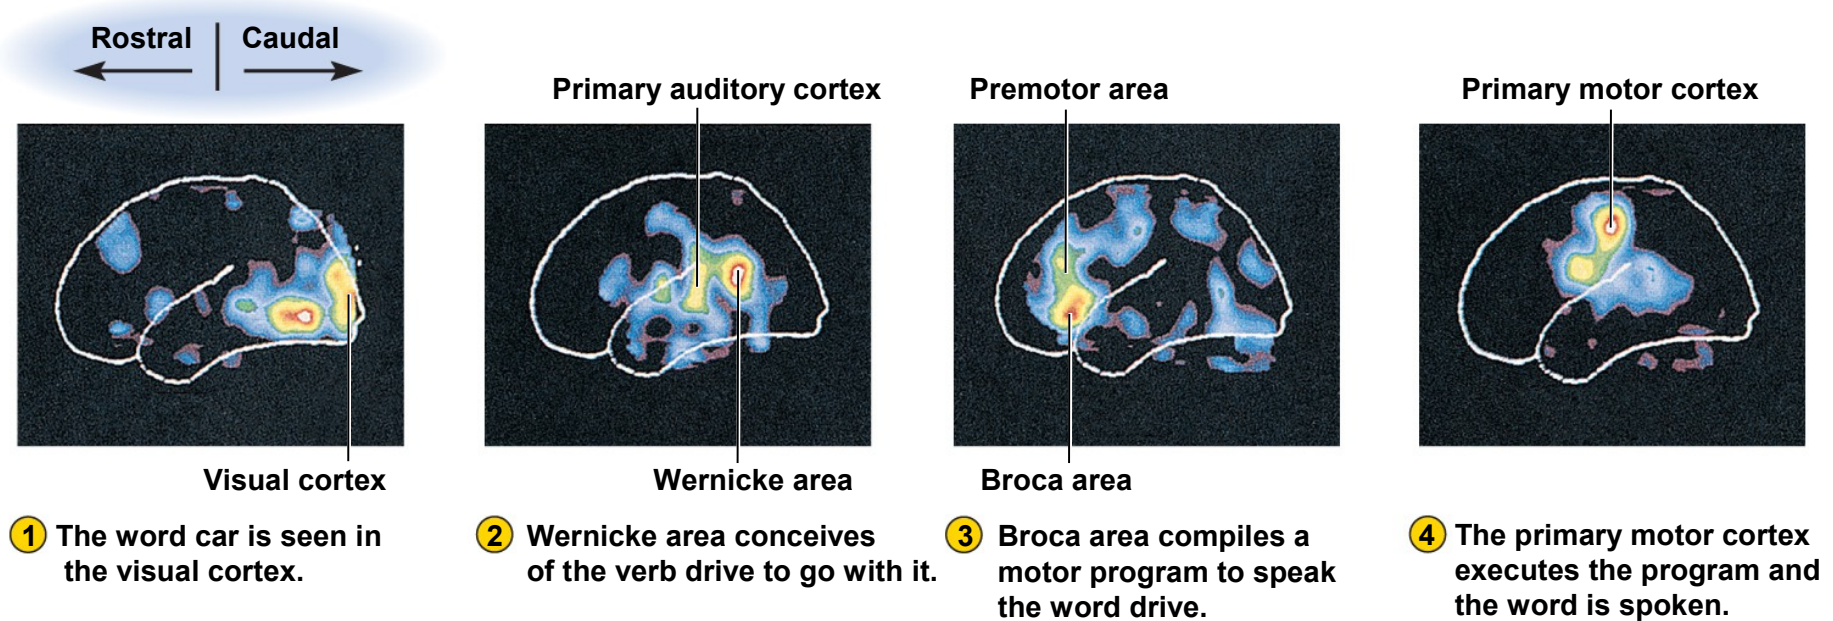 Rostral
Caudal
Primary auditory cortex
Premotor area
Primary motor cortex
Visual cortex
Wernicke area
Broca area
1 The word car is seen in
the visual cortex.
2 Wernicke area conceives
of the verb drive to go with it.
3 Broca area compiles a
motor program to speak
the word drive.
4 The primary motor cortex
executes the program and
the word is spoken.